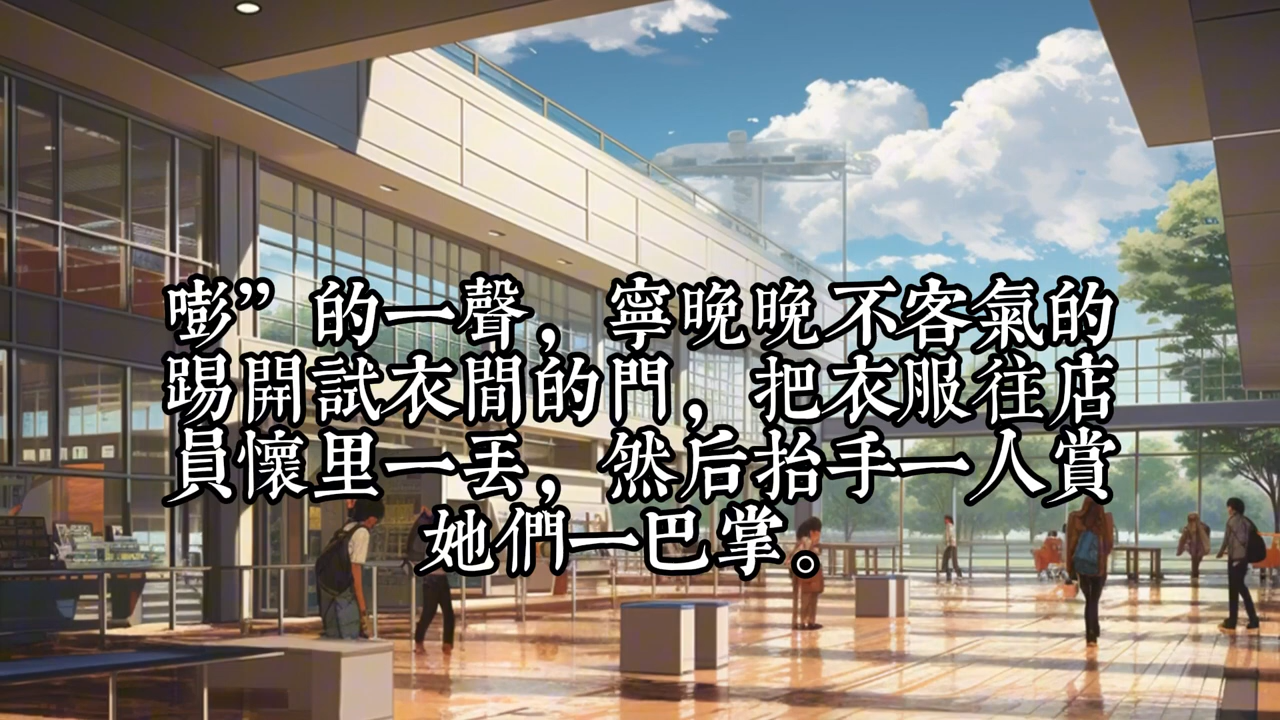 嘭”的一聲，寧晚晚不客氣的
踢開試衣間的門，把衣服往店
員懷里一丟，然后抬手一人賞
她們一巴掌。